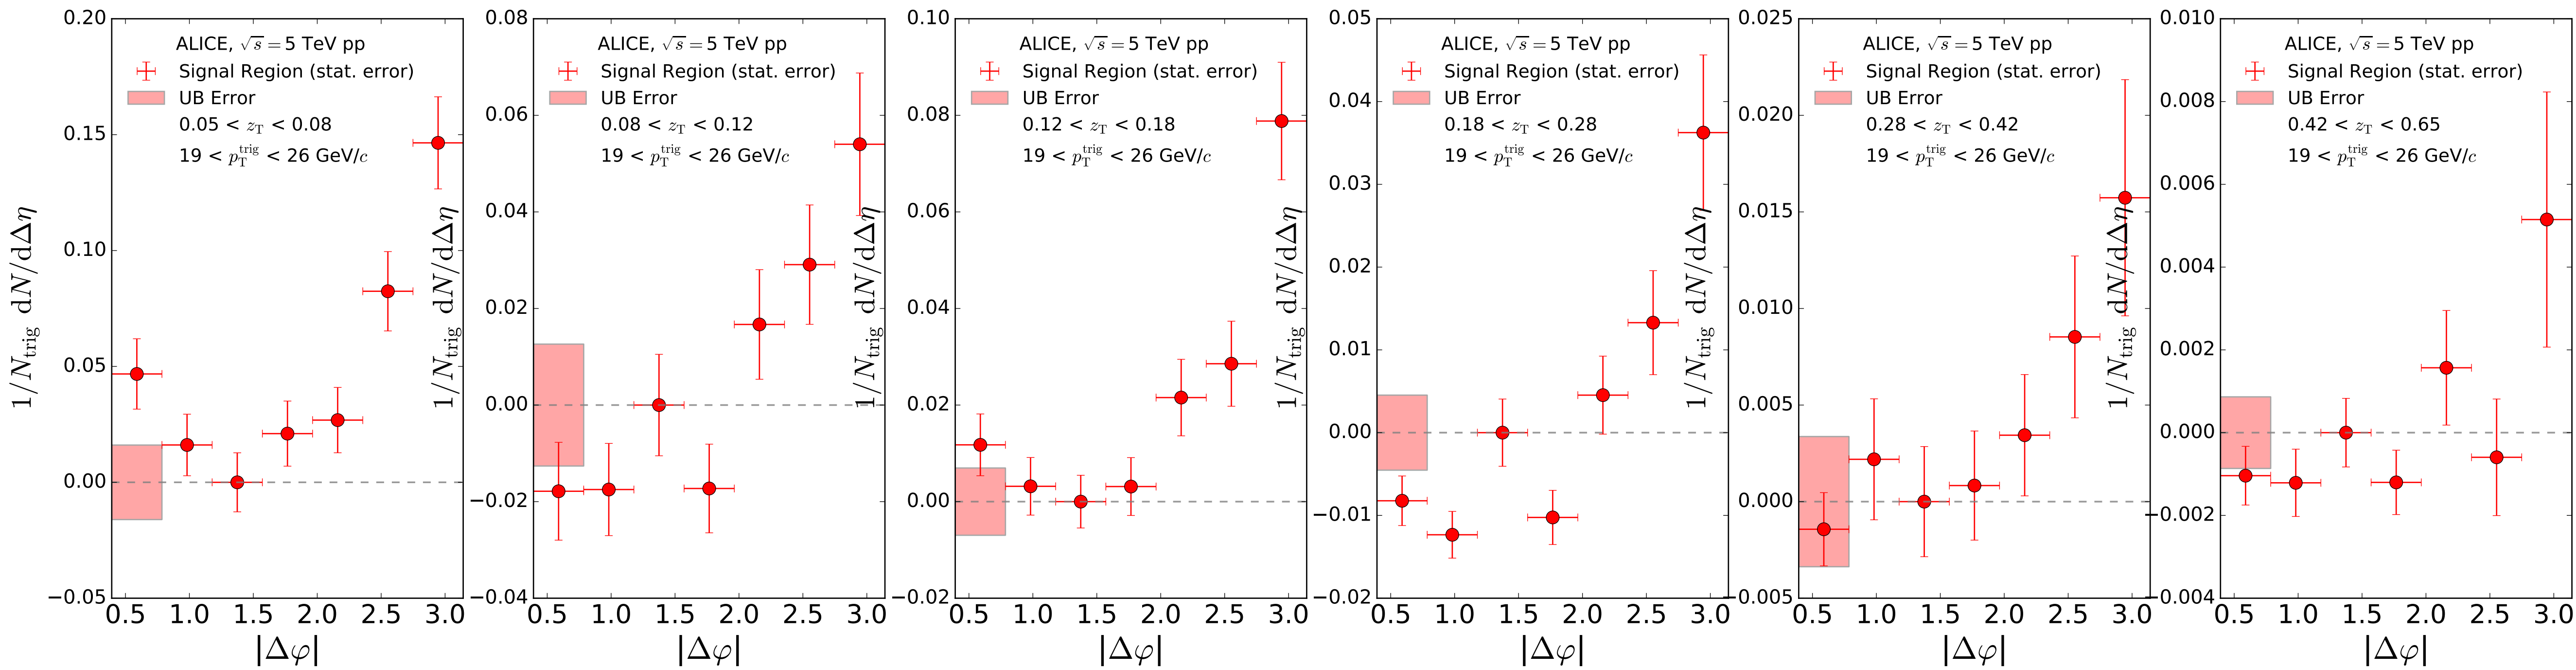 1/N_trig dN/dΔη
0.20
0.15
0.10
0.05
0.00
−0.05
ALICE, √s = 5 TeV pp
Signal Region (stat. error)
UB Error
0.05 < z_T < 0.08
19 < p_T^trig < 26 GeV/c
0.5 1.0 1.5 2.0 2.5 3.0
|Δφ|
1/N_trig dN/dΔη
0.08
0.06
0.04
0.02
0.00
−0.02
−0.04
ALICE, √s = 5 TeV pp
Signal Region (stat. error)
UB Error
0.08 < z_T < 0.12
19 < p_T^trig < 26 GeV/c
0.5 1.0 1.5 2.0 2.5 3.0
|Δφ|
1/N_trig dN/dΔη
0.10
0.08
0.06
0.04
0.02
0.00
−0.02
ALICE, √s = 5 TeV pp
Signal Region (stat. error)
UB Error
0.12 < z_T < 0.18
19 < p_T^trig < 26 GeV/c
0.5 1.0 1.5 2.0 2.5 3.0
|Δφ|
1/N_trig dN/dΔη
0.05
0.04
0.03
0.02
0.01
0.00
−0.01
−0.02
ALICE, √s = 5 TeV pp
Signal Region (stat. error)
UB Error
0.18 < z_T < 0.28
19 < p_T^trig < 26 GeV/c
0.5 1.0 1.5 2.0 2.5 3.0
|Δφ|
1/N_trig dN/dΔη
0.025
0.020
0.015
0.010
0.005
0.000
−0.005
ALICE, √s = 5 TeV pp
Signal Region (stat. error)
UB Error
0.28 < z_T < 0.42
19 < p_T^trig < 26 GeV/c
0.5 1.0 1.5 2.0 2.5 3.0
|Δφ|
1/N_trig dN/dΔη
0.010
0.008
0.006
0.004
0.002
0.000
−0.002
−0.004
ALICE, √s = 5 TeV pp
Signal Region (stat. error)
UB Error
0.42 < z_T < 0.65
19 < p_T^trig < 26 GeV/c
0.5 1.0 1.5 2.0 2.5 3.0
|Δφ|